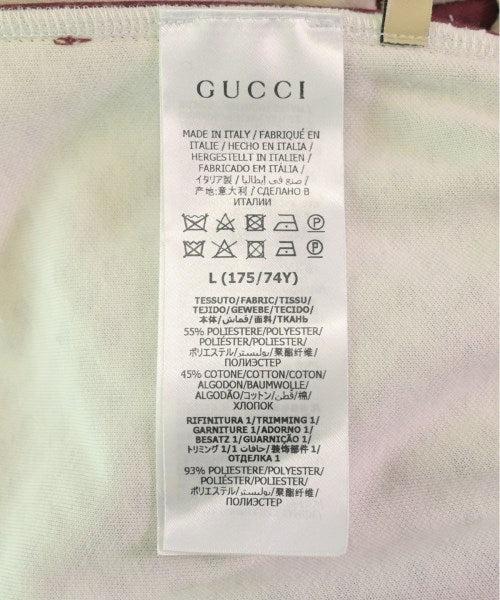 GUCCI
MADE IN ITALY / FABRIQUÉ EN
ITALIE / HECHO EN ITALIA /
HERGESTELLT IN ITALIEN /
FABRICADO EM ITÁLIA /
イタリア製 / صنع في إيطاليا /
产地:意大利 / СДЕЛАНО В
ИТАЛИИ
L (175/74Y)
TESSUTO/FABRIC/TISSU/
TEJIDO/GEWEBE/TECIDO/
本体/قماش/面料/ТКАНЬ
55% POLIESTERE/POLYESTER/
POLIÉSTER/POLIESTER/
ポリエステル/بوليستر/聚酯纤维/
ПОЛИЭСТЕР
45% COTONE/COTTON/COTON/
ALGODON/BAUMWOLLE/
ALGODÃO/コットン/قطن/棉/
ХЛОПОК
RIFINITURA 1/TRIMMING 1/
GARNITURE 1/ADORNO 1/
BESATZ 1/GUARNIÇÃO 1/
トリミング 1/حافات 1/装饰部件 1/
ОТДЕЛКА 1
93% POLIESTERE/POLYESTER/
POLIÉSTER/POLIESTER/
ポリエステル/بوليستر/聚酯纤维/
ПОЛИЭСТЕР